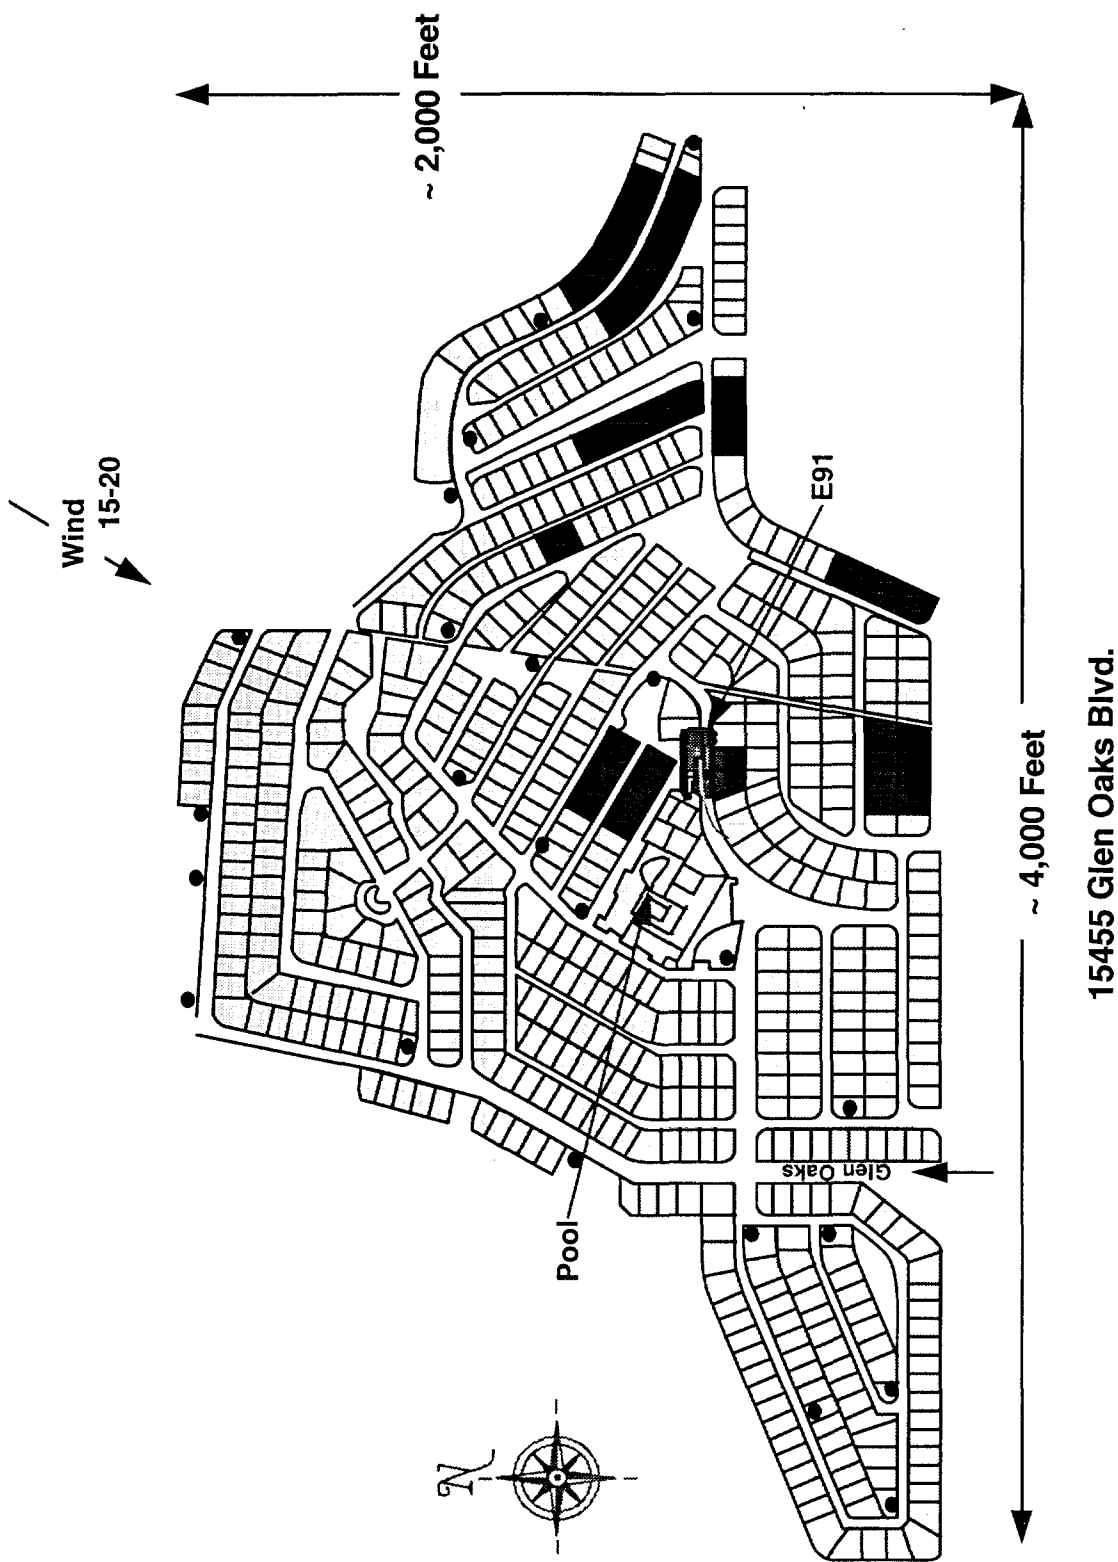 Wind
15-20
~ 2,000 Feet
E91
Pool
Glen Oaks
N
~ 4,000 Feet
15455 Glen Oaks Blvd.